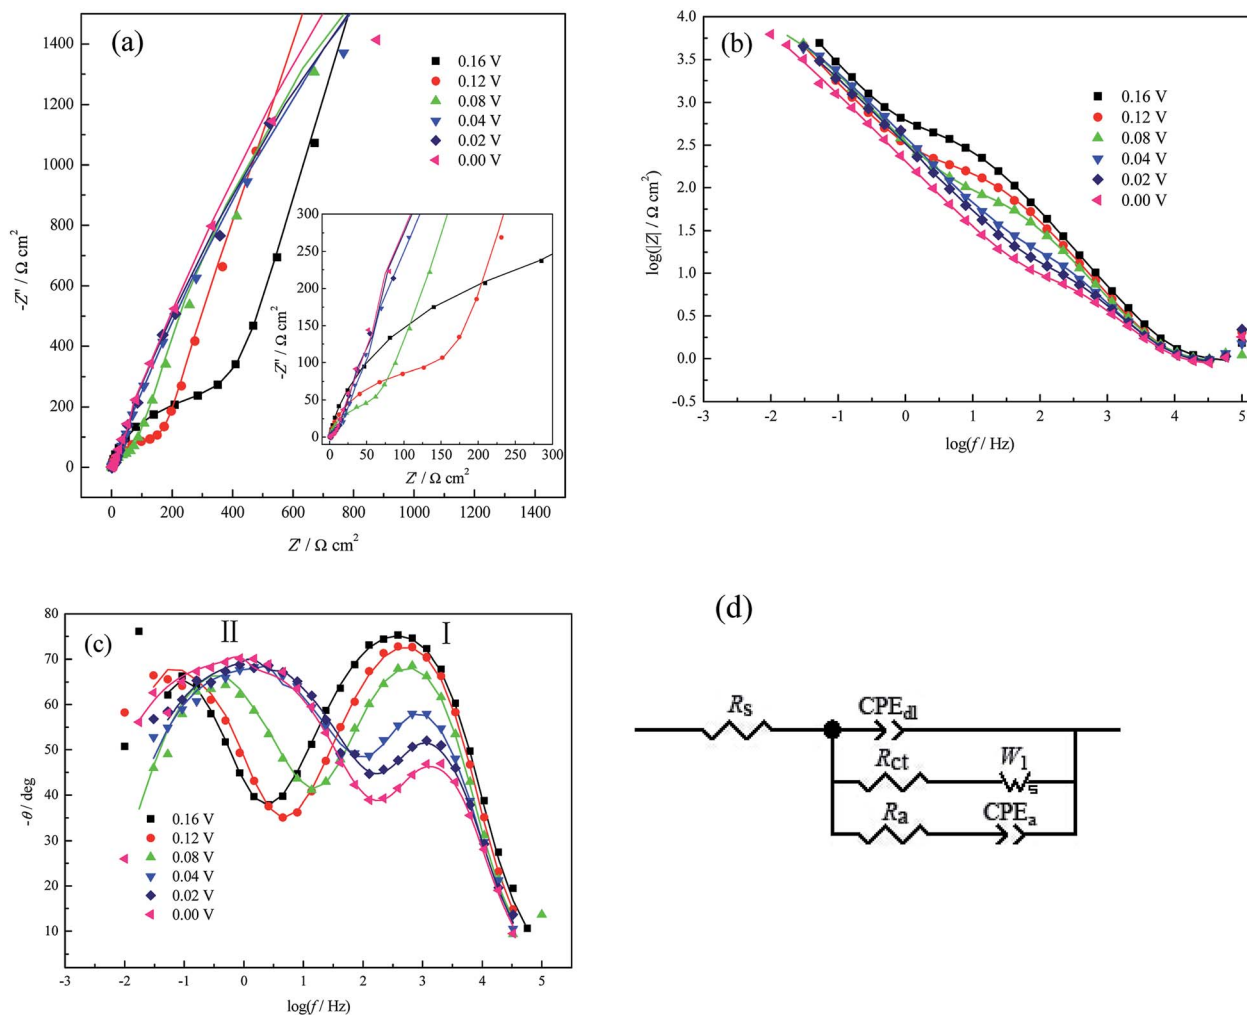 (a)
1400
1200
1000
800
600
400
200
0
-Z'' / Ω cm²
0 200 400 600 800 1000 1200 1400
Z' / Ω cm²
0.16 V
0.12 V
0.08 V
0.04 V
0.02 V
0.00 V
300
250
200
150
100
50
0
-Z'' / Ω cm²
0 50 100 150 200 250 300
Z' / Ω cm²
(b)
4.0
3.5
3.0
2.5
2.0
1.5
1.0
0.5
0.0
-0.5
log(|Z| / Ω cm²)
-3 -2 -1 0 1 2 3 4 5
log(f / Hz)
0.16 V
0.12 V
0.08 V
0.04 V
0.02 V
0.00 V
(c)
II
I
80
70
60
50
40
30
20
10
-θ / deg
-3 -2 -1 0 1 2 3 4 5
log(f / Hz)
0.16 V
0.12 V
0.08 V
0.04 V
0.02 V
0.00 V
(d)
Rs CPEdl
Rct W1
s
Ra CPEa